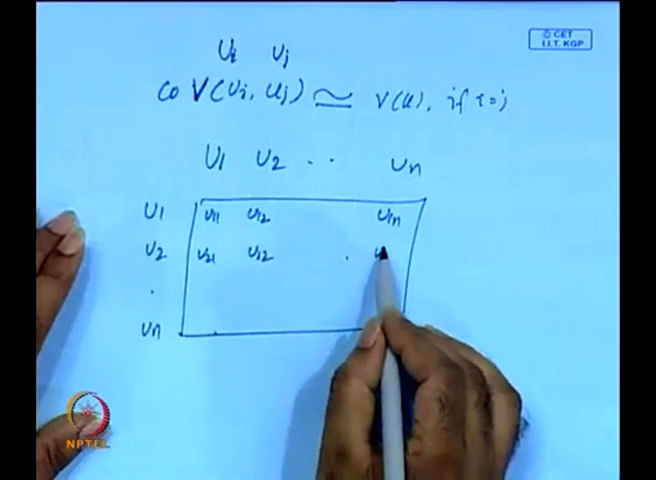 © CET
I.I.T. KGP
Ui Uj
Co V(Ui, Uj) ≅ V(U), if i=j
U1 U2 .. Un
U1 U11 U12 U1n
U2 U21 U12 .
.
Un
NPTEL